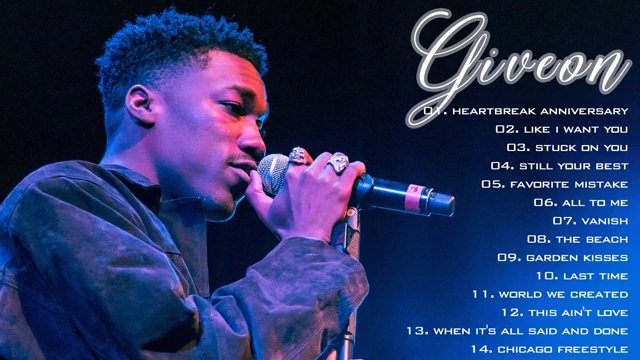 Giveon
01. HEARTBREAK ANNIVERSARY
02. LIKE I WANT YOU
03. STUCK ON YOU
04. STILL YOUR BEST
05. FAVORITE MISTAKE
06. ALL TO ME
07. VANISH
08. THE BEACH
09. GARDEN KISSES
10. LAST TIME
11. WORLD WE CREATED
12. THIS AIN'T LOVE
13. WHEN IT'S ALL SAID AND DONE
14. CHICAGO FREESTYLE